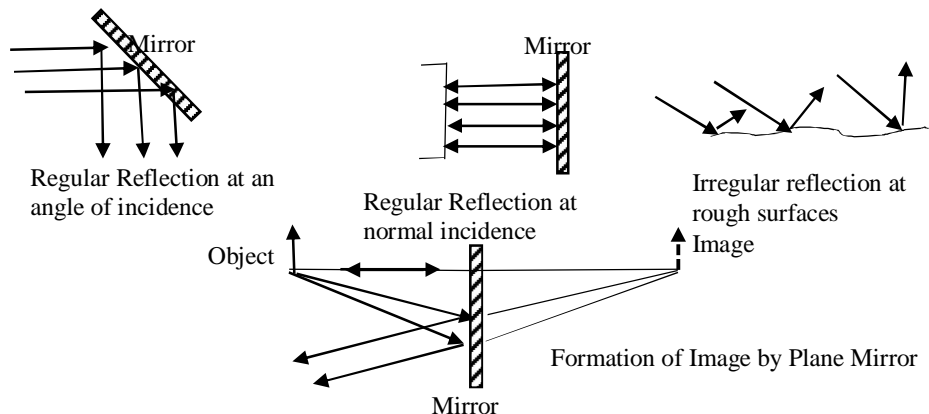 Mirror
Mirror
Regular Reflection at an
angle of incidence
Regular Reflection at
normal incidence
Irregular reflection at
rough surfaces
Image
Object
Formation of Image by Plane Mirror
Mirror